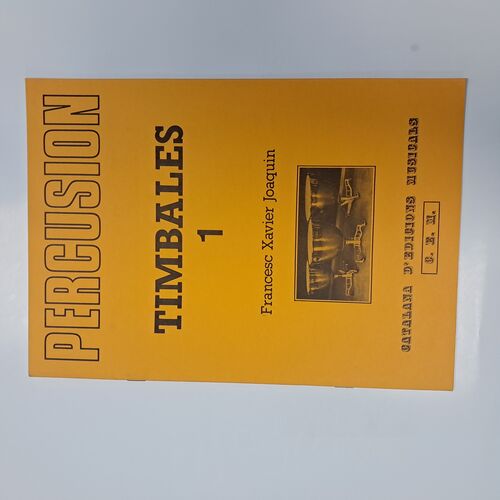 PERCUSION
TIMBALES
1
Francesc Xavier Joaquin
CATALANA D'EDICIONS MUSICALS
C. E. M.